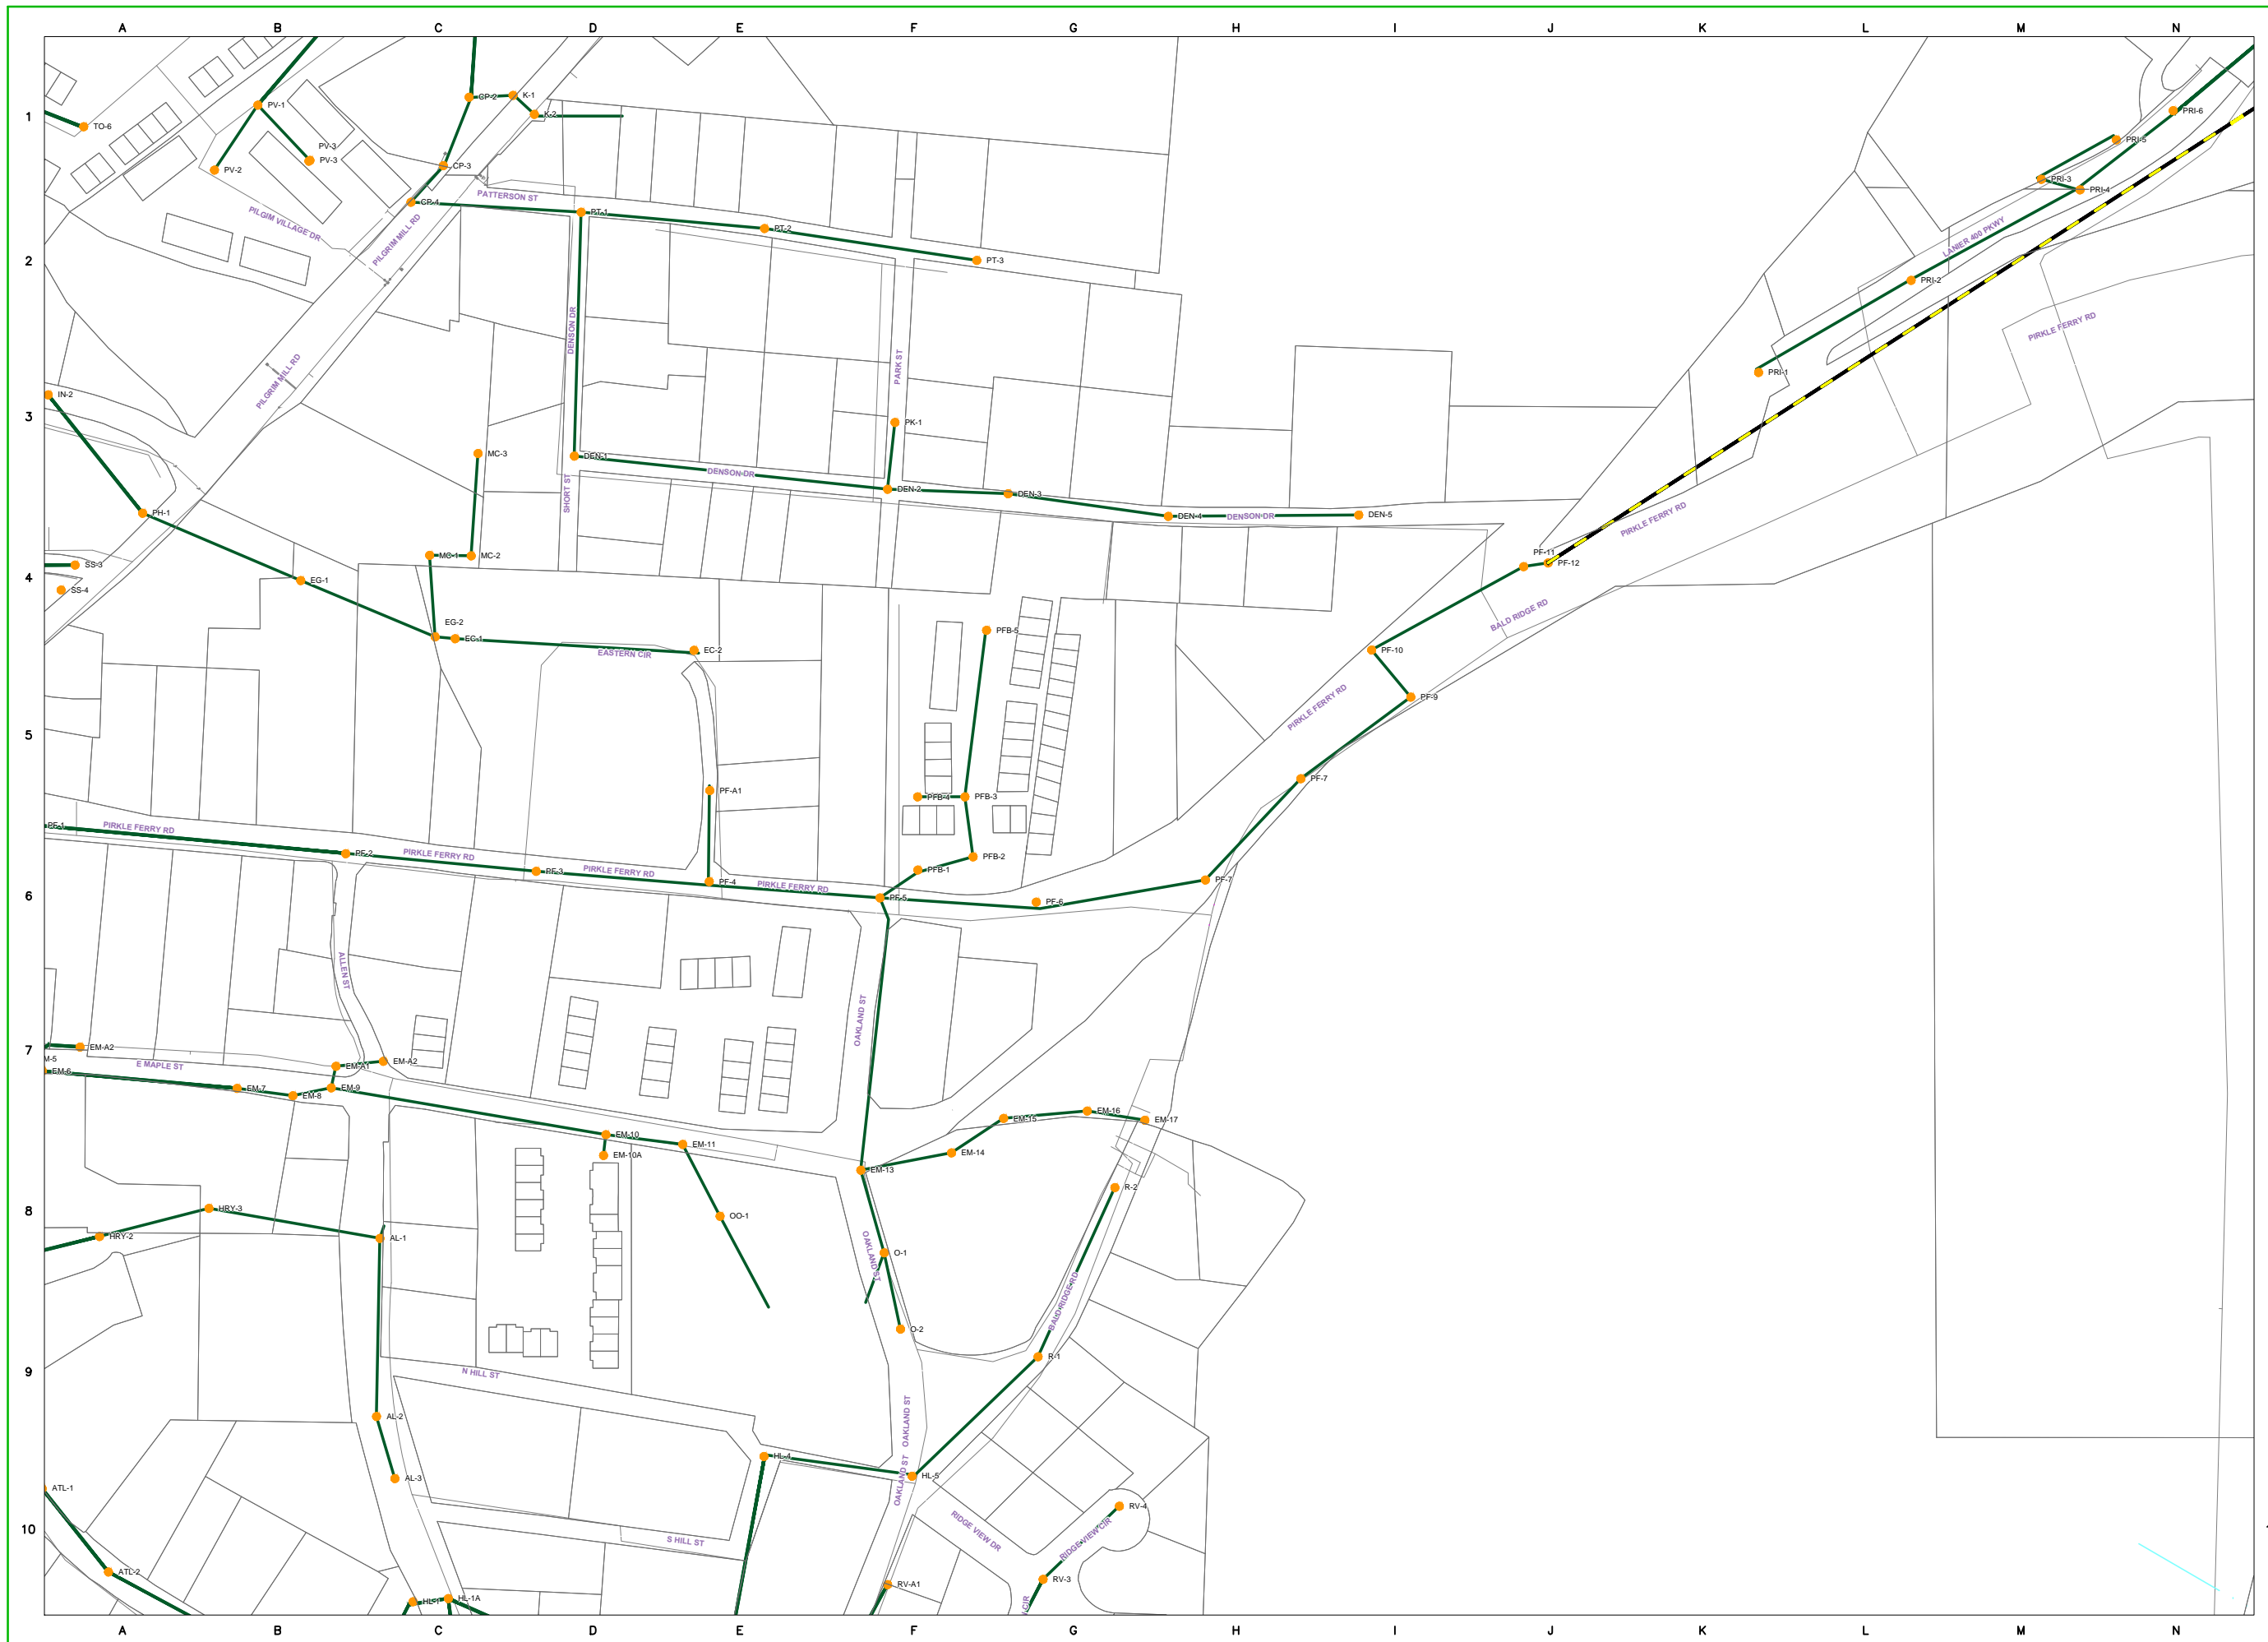 A B C D E F G H I J K L M N
1
CP-2
K-1
K-2
PV-1
TO-6
PRI-6
PV-3
PV-3
PRI-5
PV-2
CP-3
PRI-3
PRI-4
PATTERSON ST
CP-4
PT-1
PILGIM VILLAGE DR
PILGRIM MILL RD
PT-2
LANIER 400 PKWY
2
PT-3
PRI-2
DENSON DR
PIRKLE FERRY RD
PILGRIM MILL RD
PARK ST
PRI-1
IN-2
3
PK-1
MC-3
DEN-1
DENSON DR
SHORT ST
DEN-2
DEN-3
PH-1
DEN-4
DENSON DR
DEN-5
PIRKLE FERRY RD
MC-1
MC-2
PF-11
PF-12
SS-3
4
EG-1
SS-4
BALD RIDGE RD
EG-2
PFB-5
EC-1
EASTERN CIR
EC-2
PF-10
PF-9
PIRKLE FERRY RD
5
PF-7
PF-A1
PFB-4
PFB-3
PF-1
PIRKLE FERRY RD
PF-2
PIRKLE FERRY RD
PFB-2
PF-3
PIRKLE FERRY RD
PFB-1
PF-4
PIRKLE FERRY RD
PF-7
6
PF-5
PF-6
ALLEN ST
OAKLAND ST
7
EM-A2
M-5
E MAPLE ST
EM-A1
EM-A2
EM-6
EM-7
EM-8
EM-9
EM-16
EM-15
EM-17
EM-10
EM-11
EM-10A
EM-14
EM-13
R-2
8
HRY-3
OO-1
HRY-2
AL-1
O-1
OAKLAND ST
BALD RIDGE RD
O-2
R-1
9
N HILL ST
AL-2
OAKLAND ST
HL-4
OAKLAND ST
HL-5
AL-3
ATL-1
RV-4
10
S HILL ST
RIDGE VIEW DR
RIDGEVIEW CIR
ATL-2
RV-A1
RV-3
HL-1
HL-1A
CIR
A B C D E F G H I J K L M N